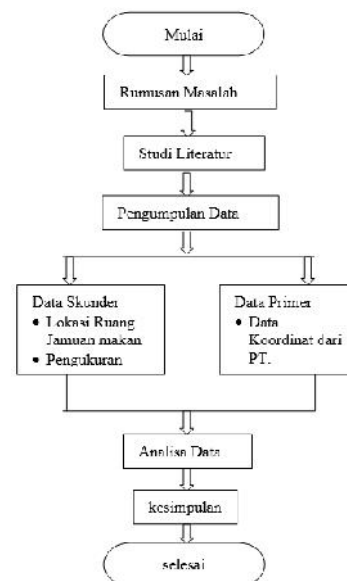 Mulai
Rumusan Masalah
Studi Literatur
Pengumpulan Data
Data Skunder
• Lokasi Ruang
Jamuan makan
• Pengukuran
Data Primer
• Data
Koordinat dari
PT.
Analisa Data
kesimpulan
selesai